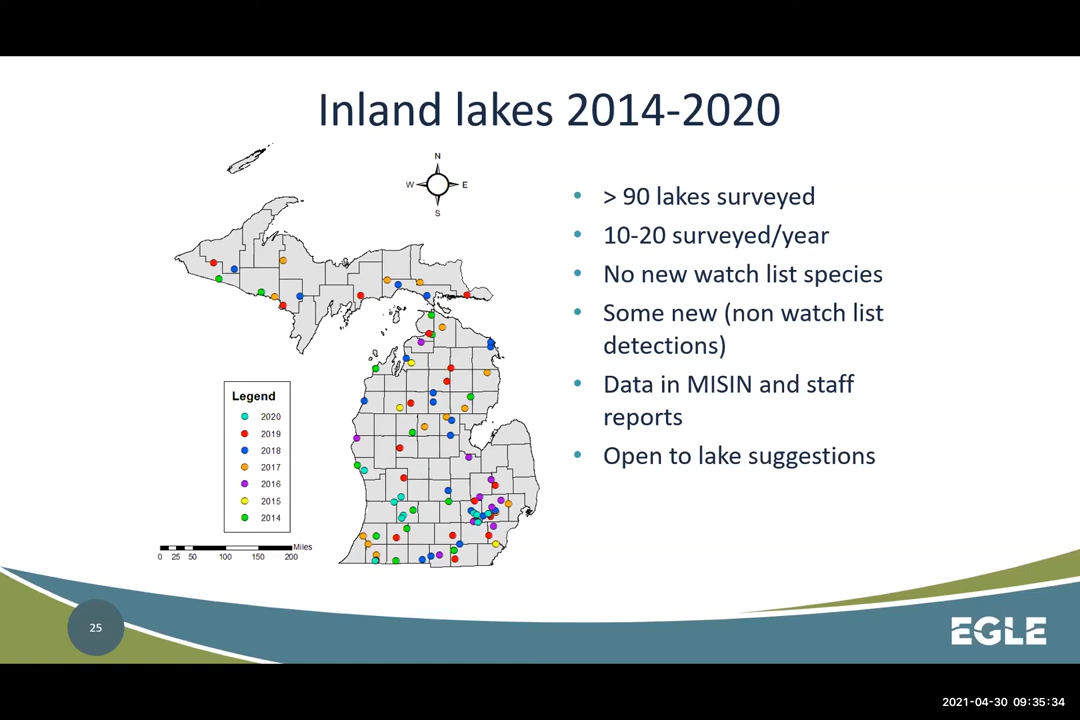 Inland lakes 2014-2020
N
W
E
S
> 90 lakes surveyed
10-20 surveyed/year
No new watch list species
Some new (non watch list
detections)
Data in MISIN and staff
reports
Open to lake suggestions
Legend
2020
2019
2018
2017
2016
2015
2014
Miles
0 25 50 100 150 200
25
EGLE
2021-04-30 09:35:34